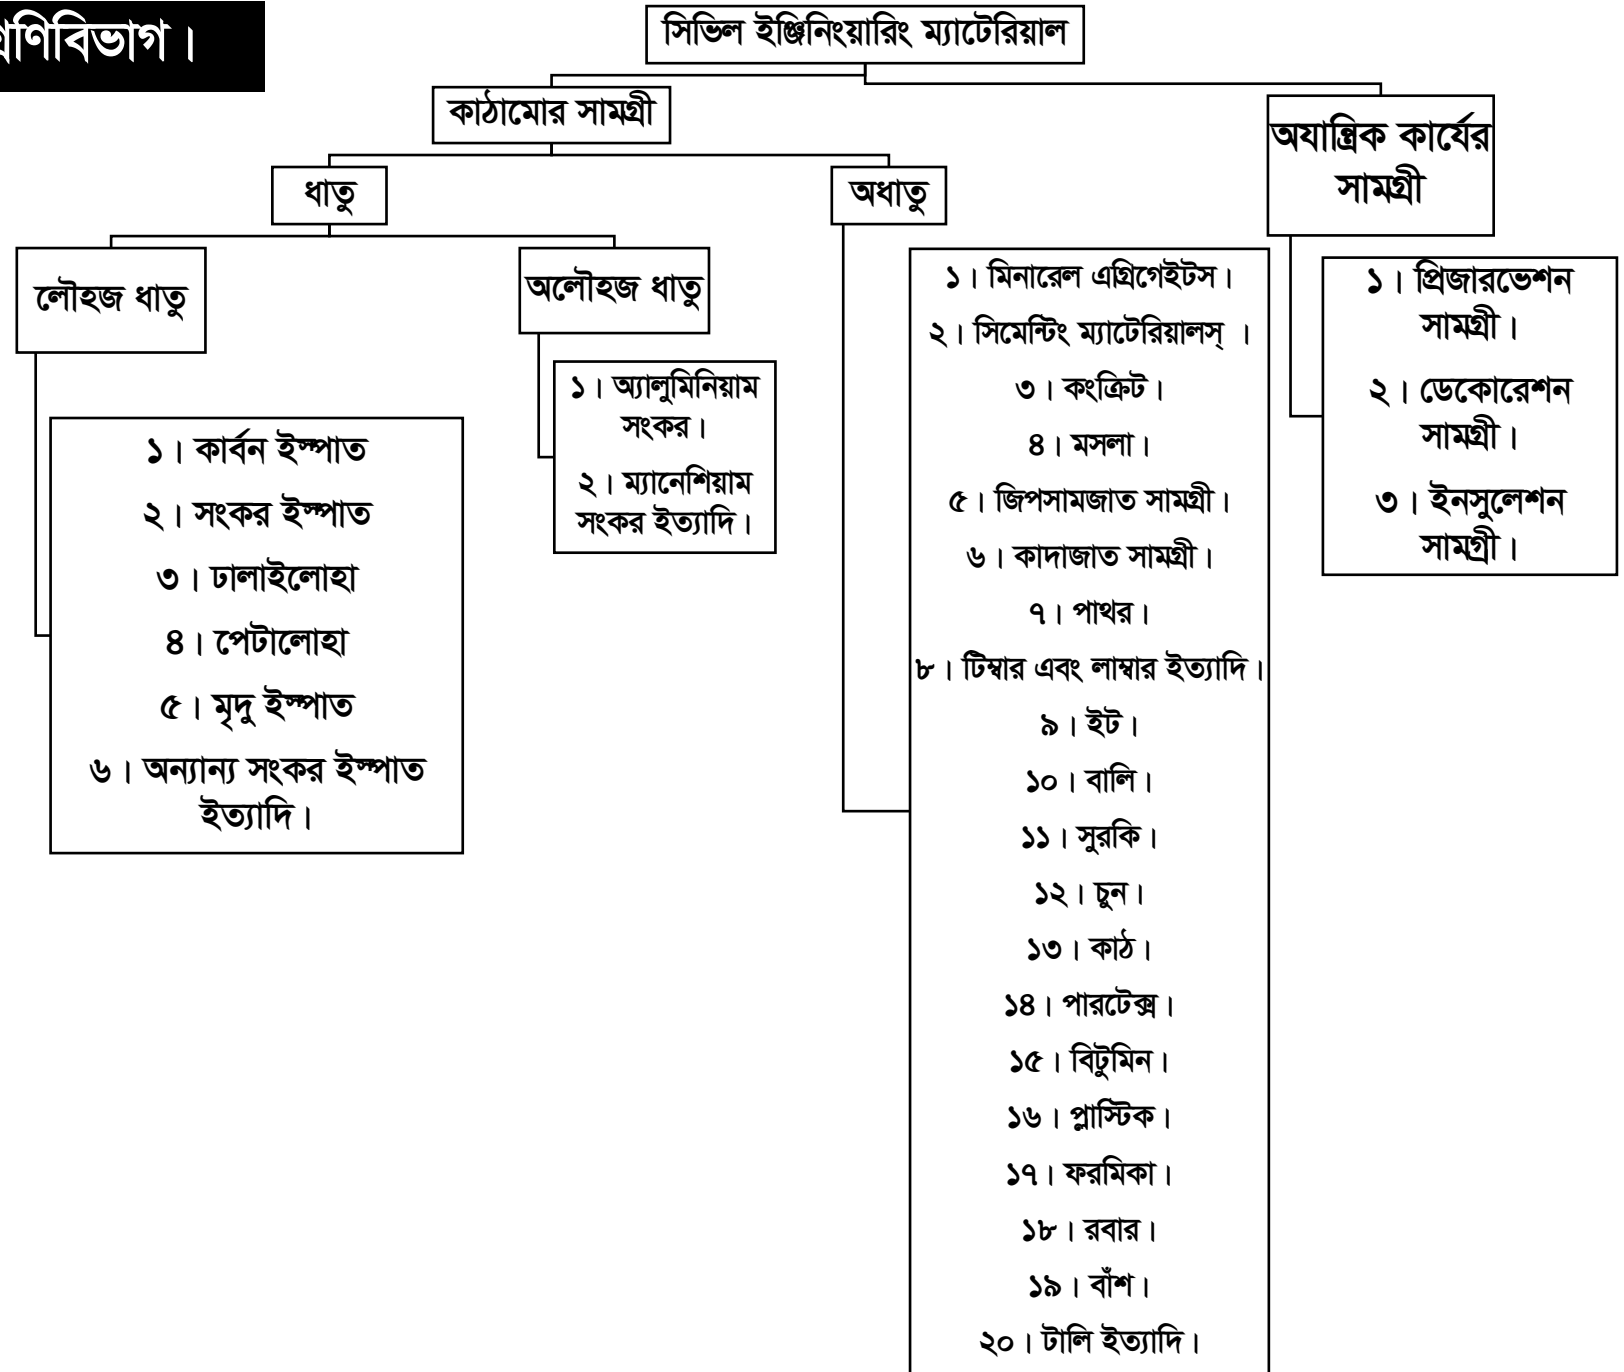 শ্রেণিবিভাগ।
সিভিল ইঞ্জিনিংয়ারিং ম্যাটেরিয়াল
কাঠামোর সামগ্রী
অযান্ত্রিক কার্যের
সামগ্রী
ধাতু
অধাতু
লৌহজ ধাতু
অলৌহজ ধাতু
১। কার্বন ইস্পাত
২। সংকর ইস্পাত
৩। ঢালাইলোহা
৪। পেটালোহা
৫। মৃদু ইস্পাত
৬। অন্যান্য সংকর ইস্পাত
ইত্যাদি।
১। অ্যালুমিনিয়াম
সংকর।
২। ম্যানেশিয়াম
সংকর ইত্যাদি।
১। মিনারেল এগ্রিগেইটস।
২। সিমেন্টিং ম্যাটেরিয়ালস্ ।
৩। কংক্রিট।
৪। মসলা।
৫। জিপসামজাত সামগ্রী।
৬। কাদাজাত সামগ্রী।
৭। পাথর।
৮। টিম্বার এবং লাম্বার ইত্যাদি।
৯। ইট।
১০। বালি।
১১। সুরকি।
১২। চুন।
১৩। কাঠ।
১৪। পারটেক্স।
১৫। বিটুমিন।
১৬। প্লাস্টিক।
১৭। ফরমিকা।
১৮। রবার।
১৯। বাঁশ।
২০। টালি ইত্যাদি।
১। প্রিজারভেশন
সামগ্রী।
২। ডেকোরেশন
সামগ্রী।
৩। ইনসুলেশন
সামগ্রী।